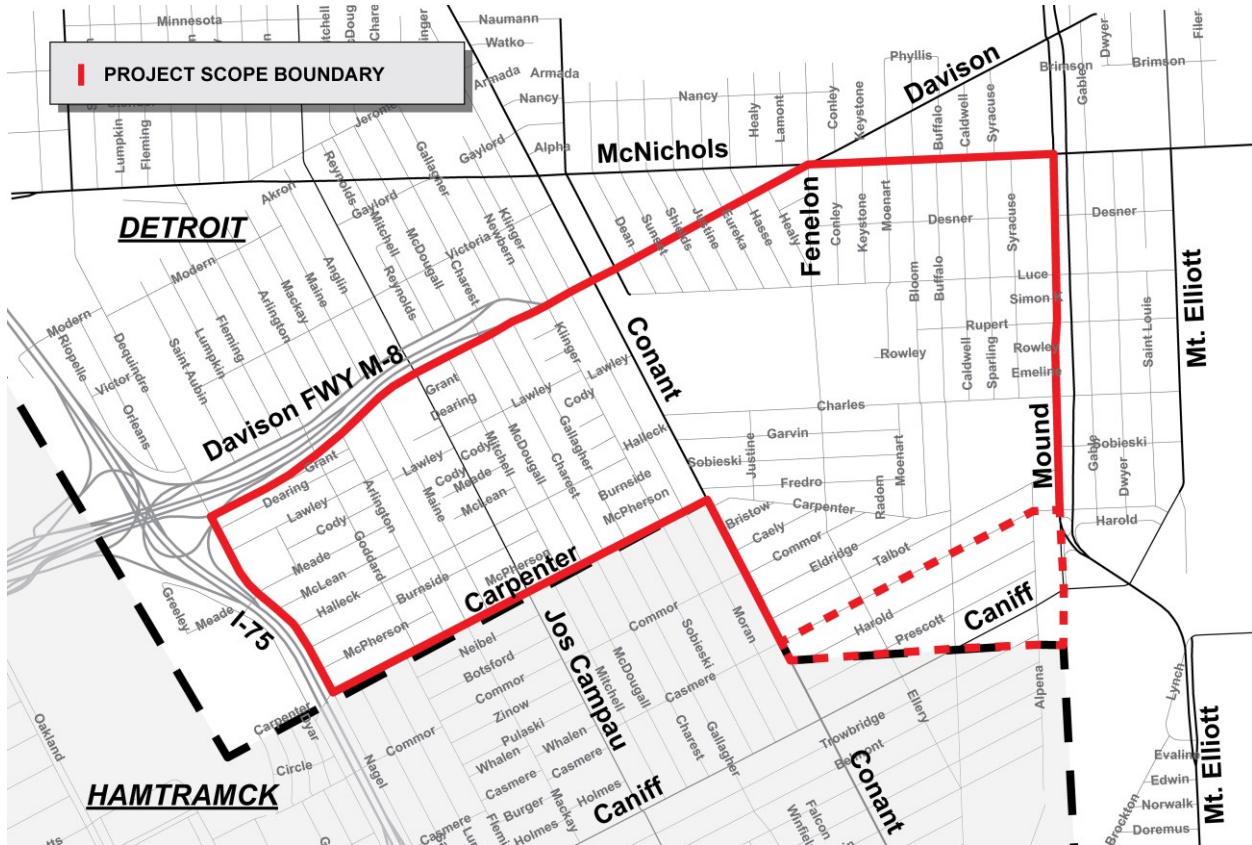 Minnesota
Naumann
Watko
Armada
Armada
Nancy
Nancy
Jerome
Gaylord
Alpha
PROJECT SCOPE BOUNDARY
Phyllis
Davison
Brimson
Gable
Dwyer
Brimson
Filer
Healy
Lamont
Conley
Keystone
Buffalo
Caldwell
Syracuse
Lumpkin
Fleming
McNichols
Akron
Reynolds
Gaylord
Mitchell
Gallagher
McDougall
Victoria
Charest
Klinger
Newbern
Reynolds
DETROIT
Modern
Modern
Riopelle
Dequindre
Victor
Orleans
Saint Aubin
Lumpkin
Fleming
Arlington
Mackay
Maine
Anglin
Davison FWY M-8
Dean
Sunset
Shields
Justine
Eureka
Hasse
Healy
Fenelon
Conley
Keystone
Moenart
Desner
Syracuse
Desner
Bloom
Buffalo
Luce
Simon K
Rupert
Rowley
Rowley
Caldwell
Sparling
Emeline
Saint Louis
Mt. Elliott
Conant
Klinger
Lawley
Grant
Dearing
Lawley
Cody
Gallagher
Halleck
Charest
McDougall
Mitchell
Burnside
McPherson
Grant
Dearing
Lawley
Cody
Meade
McLean
Halleck
McPherson
Arlington
Goddard
Lawley
Cody
Cody
Meade
McLean
Maine
Burnside
McPherson
Carpenter
Charles
Garvin
Sobieski
Justine
Fredro
Carpenter
Radom
Moenart
Mound
Gable
Sobieski
Dwyer
Harold
Bristow
Caely
Commor
Eldridge
Talbot
Harold
Prescott
Caniff
Greeley
Meade
I-75
Neibel
Botsford
Commor
Zinow
Pulaski
Whalen
Whalen
Casmere
Casmere
Burger
Holmes
Holmes
Casmere
Mackay
Jos Campau
Commor
Moran
Sobieski
McDougall
Mitchell
Casmere
Charest
Gallagher
Caniff
Conant
Trowbridge
Belmont
Ellery
Alpena
Falcon
Lynch
Evaline
Edwin
Norwalk
Doremus
Brockton
Mt. Elliott
Oakland
Carpenter
Circle
Nagel
Commor
HAMTRAMCK